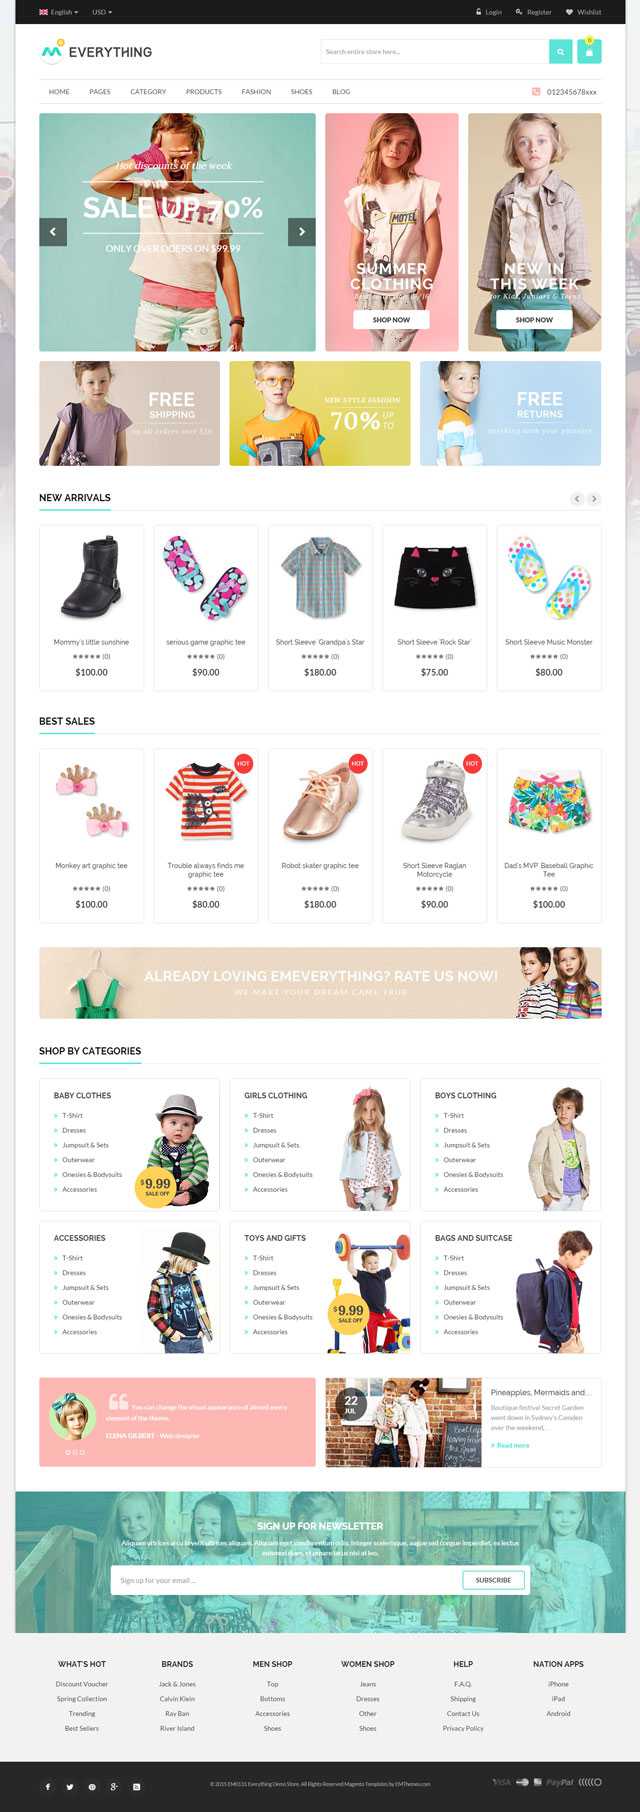 English
USD
Login
Register
Wishlist
EVERYTHING
Search entire store here...
0
HOME
PAGES
CATEGORY
PRODUCTS
FASHION
SHOES
BLOG
012345678xxx
Hot discounts of the week
SALE UP 70%
ONLY OVER DOERS ON $99.99
MOTEL
SUMMER
CLOTHING
SHOP NOW
NEW IN
THIS WEEK
for Kids, Juniors & Teens
SHOP NOW
FREE
SHIPPING
on all orders over $20
NEW STYLE FASHION
70% UP TO
FREE
RETURNS
NEW ARRIVALS
Mommy's little sunshine
(0)
$100.00
serious game graphic tee
(0)
$90.00
Short Sleeve 'Grandpa's Star
(0)
$180.00
Short Sleeve 'Rock Star'
(0)
$75.00
Short Sleeve Music Monster
(0)
$80.00
BEST SALES
Monkey art graphic tee
(0)
$100.00
HOT
Trouble always finds me
graphic tee
(0)
$80.00
HOT
Robot skater graphic tee
(0)
$180.00
HOT
Short Sleeve Raglan
Motorcycle
(0)
$90.00
Dad's MVP .Baseball Graphic
Tee
(0)
$100.00
ALREADY LOVING EMEVERYTHING? RATE US NOW!
WE MAKE YOUR DREAM CAME TRUE
SHOP BY CATEGORIES
BABY CLOTHES
T-Shirt
Dresses
Jumpsuit & Sets
Outerwear
Onesies & Bodysuits
Accessories
$9.99
SALE OFF
GIRLS CLOTHING
T-Shirt
Dresses
Jumpsuit & Sets
Outerwear
Onesies & Bodysuits
Accessories
BOYS CLOTHING
T-Shirt
Dresses
Jumpsuit & Sets
Outerwear
Onesies & Bodysuits
Accessories
ACCESSORIES
T-Shirt
Dresses
Jumpsuit & Sets
Outerwear
Onesies & Bodysuits
Accessories
TOYS AND GIFTS
T-Shirt
Dresses
Jumpsuit & Sets
Outerwear
Onesies & Bodysuits
Accessories
$9.99
SALE OFF
BAGS AND SUITCASE
T-Shirt
Dresses
Jumpsuit & Sets
Outerwear
Onesies & Bodysuits
Accessories
You can change the visual appearance of almost every
element of the theme.
ELENA GILBERT - Webdesigner
22
JUL
Pineapples, Mermaids and...
Boutique festival Secret Garden
went down in Sydney's Camden
over the weekend,...
Read more
SIGN UP FOR NEWSLETTER
Aliquam ultrices arcu level ultrices aliquam. Aliquam eget condimentum odio. Integer scelerisque, augue sed congue imperdiet, ex lectus
euismod diam, et ornare lacus nisi at leo.
Sign up for your email ...
SUBSCRIBE
WHAT'S HOT
Discount Voucher
Spring Collection
Trending
Best Sellers
BRANDS
Jack & Jones
Calvin Klein
Ray Ban
River Island
MEN SHOP
Top
Bottoms
Accessories
Shoes
WOMEN SHOP
Jeans
Dresses
Other
Shoes
HELP
F.A.Q.
Shipping
Contact Us
Privacy Policy
NATION APPS
iPhone
iPad
Android
© 2015 EM0131 Everything Demo Store. All Rights Reserved Magento Templates by EMThemes.com
VISA
PayPal